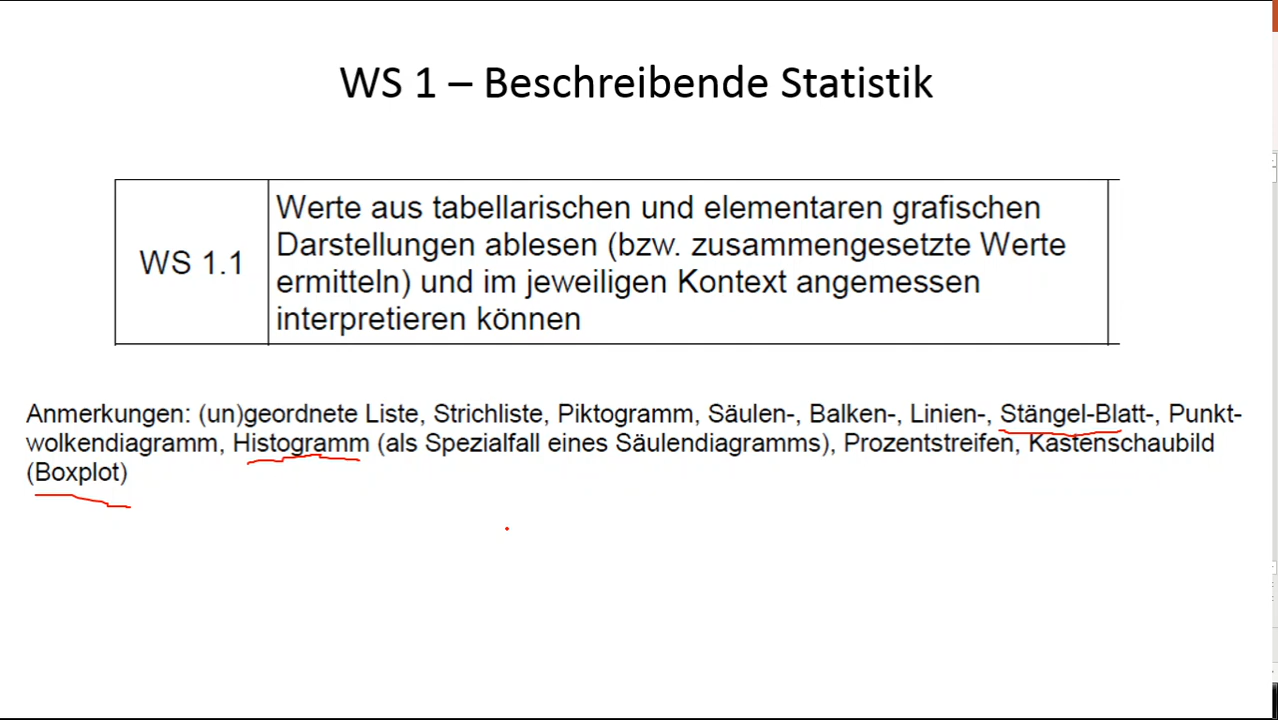 WS 1 – Beschreibende Statistik
WS 1.1
Werte aus tabellarischen und elementaren grafischen
Darstellungen ablesen (bzw. zusammengesetzte Werte
ermitteln) und im jeweiligen Kontext angemessen
interpretieren können
Anmerkungen: (un)geordnete Liste, Strichliste, Piktogramm, Säulen-, Balken-, Linien-, Stängel-Blatt-, Punkt-
wolkendiagramm, Histogramm (als Spezialfall eines Säulendiagramms), Prozentstreifen, Kastenschaubild
(Boxplot)